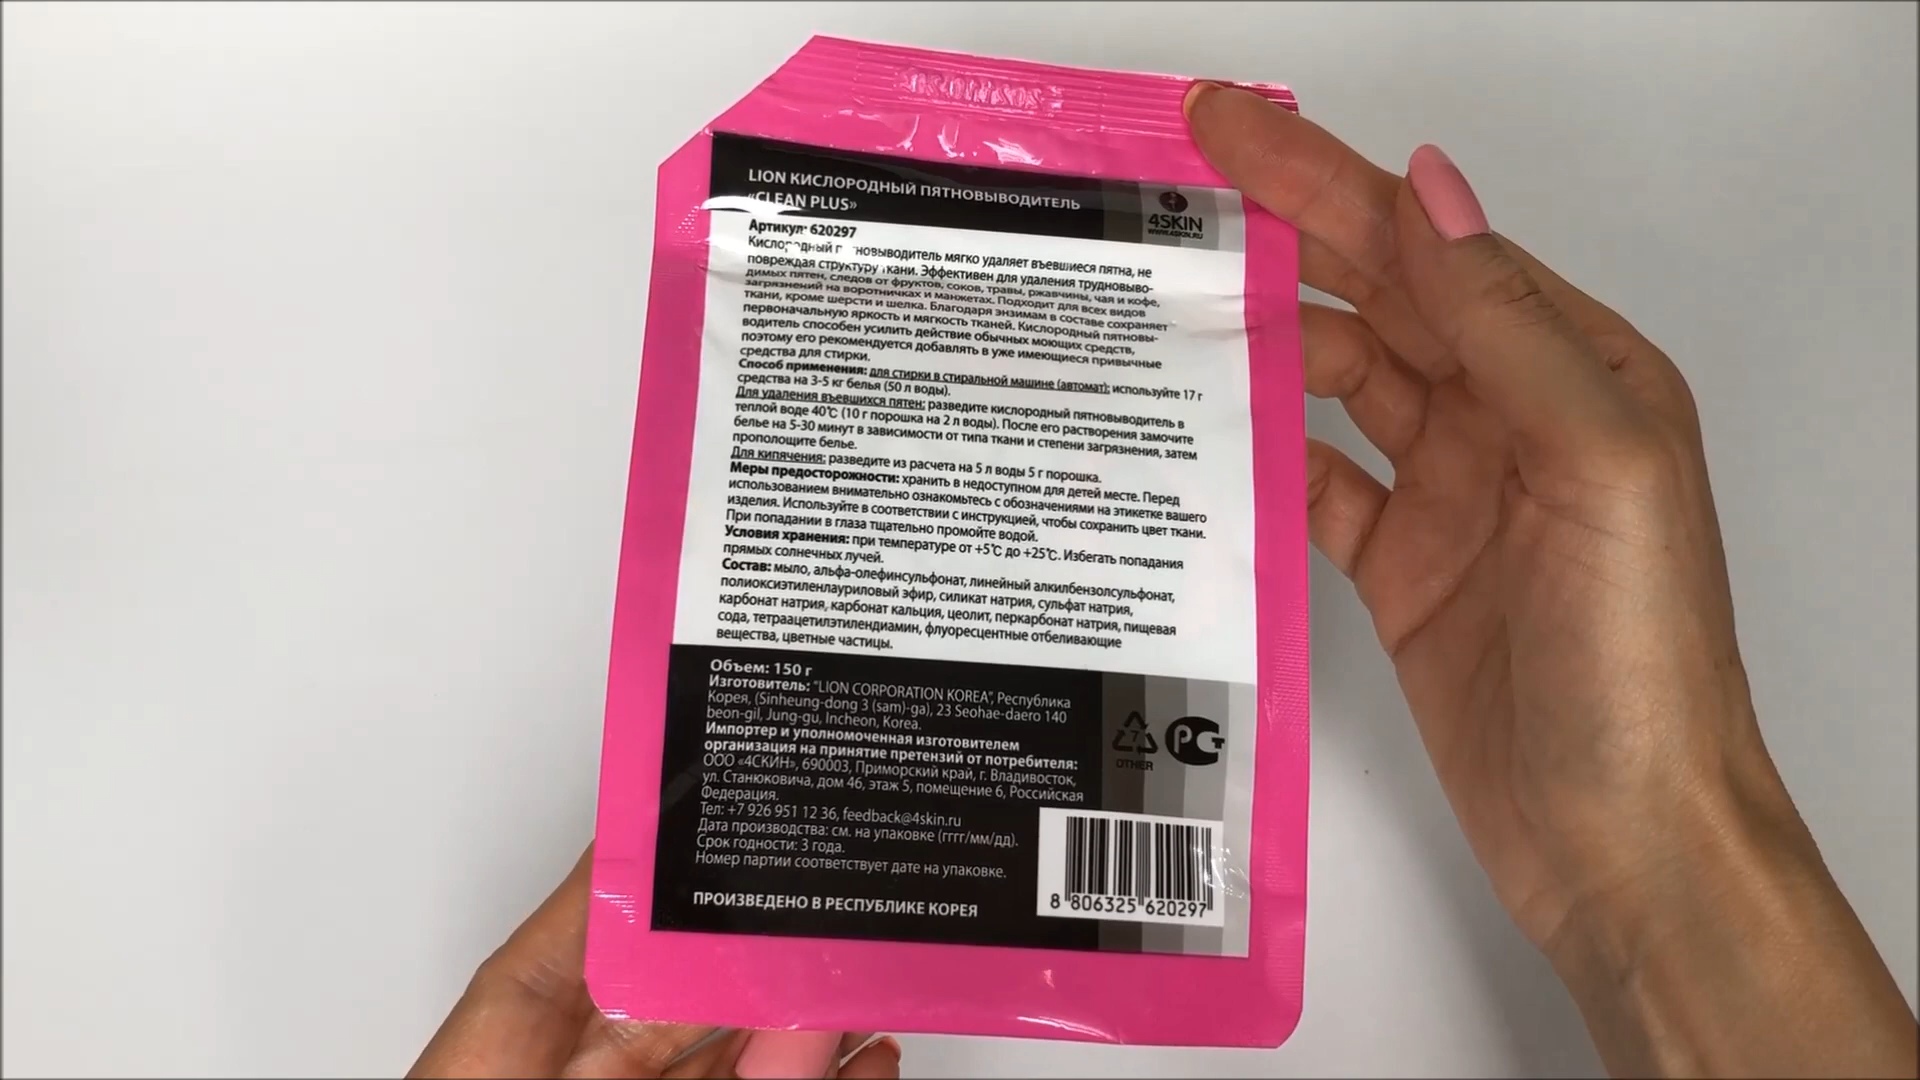 LION КИСЛОРОДНЫЙ ПЯТНОВЫВОДИТЕЛЬ
«CLEAN PLUS»
4SKIN
WWW.4SKIN.RU
Артикул: 620297
Кислородный пятновыводитель мягко удаляет въевшиеся пятна, не
повреждая структуру ткани. Эффективен для удаления трудновыво-
димых пятен, следов от фруктов, соков, травы, ржавчины, чая и кофе,
загрязнений на воротничках и манжетах. Подходит для всех видов
ткани, кроме шерсти и шелка. Благодаря энзимам в составе сохраняет
первоначальную яркость и мягкость тканей. Кислородный пятновы-
водитель способен усилить действие обычных моющих средств,
поэтому его рекомендуется добавлять в уже имеющиеся привычные
средства для стирки.
Способ применения: для стирки в стиральной машине (автомат): используйте 17 г
средства на 3-5 кг белья (50 л воды).
Для удаления въевшихся пятен: разведите кислородный пятновыводитель в
теплой воде 40℃ (10 г порошка на 2 л воды). После его растворения замочите
белье на 5-30 минут в зависимости от типа ткани и степени загрязнения, затем
прополощите белье.
Для кипячения: разведите из расчета на 5 л воды 5 г порошка.
Меры предосторожности: хранить в недоступном для детей месте. Перед
использованием внимательно ознакомьтесь с обозначениями на этикетке вашего
изделия. Используйте в соответствии с инструкцией, чтобы сохранить цвет ткани.
При попадании в глаза тщательно промойте водой.
Условия хранения: при температуре от +5℃ до +25℃. Избегать попадания
прямых солнечных лучей.
Состав: мыло, альфа-олефинсульфонат, линейный алкилбензолсульфонат,
полиоксиэтиленлауриловый эфир, силикат натрия, сульфат натрия,
карбонат натрия, карбонат кальция, цеолит, перкарбонат натрия, пищевая
сода, тетраацетилэтилендиамин, флуоресцентные отбеливающие
вещества, цветные частицы.
Объем: 150 г
Изготовитель: "LION CORPORATION KOREA", Республика
Корея, (Sinheung-dong 3 (sam)-ga), 23 Seohae-daero 140
beon-gil, Jung-gu, Incheon, Korea.
Импортер и уполномоченная изготовителем
организация на принятие претензий от потребителя:
ООО «4СКИН», 690003, Приморский край, г. Владивосток,
ул. Станюковича, дом 46, этаж 5, помещение 6, Российская
Федерация.
Тел: +7 926 951 12 36, feedback@4skin.ru
Дата производства: см. на упаковке (гггг/мм/дд).
Срок годности: 3 года.
Номер партии соответствует дате на упаковке.
ПРОИЗВЕДЕНО В РЕСПУБЛИКЕ КОРЕЯ
7
OTHER
РСТ
8 806325 620297